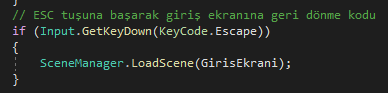 }
// ESC tuşuna başarak giriş ekranına geri dönme kodu
if (Input.GetKeyDown(KeyCode.Escape))
{
SceneManager.LoadScene(GirisEkrani);
}